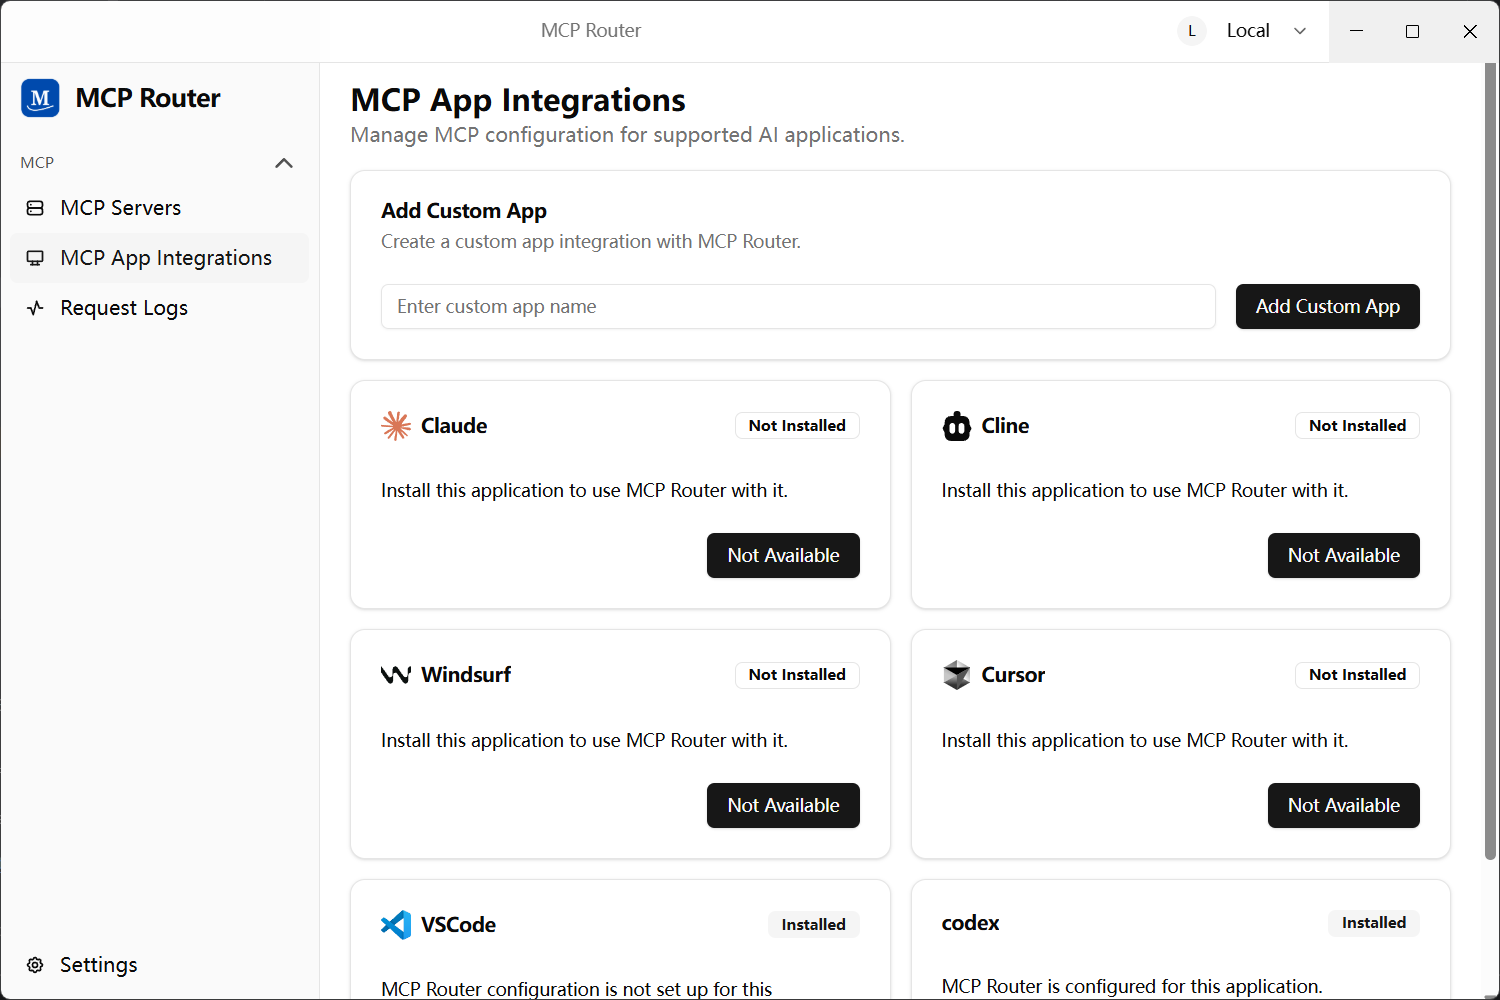 MCP Router
L
Local
MCP Router
MCP
MCP Servers
MCP App Integrations
Request Logs
Settings
MCP App Integrations
Manage MCP configuration for supported AI applications.
Add Custom App
Create a custom app integration with MCP Router.
Enter custom app name
Add Custom App
Claude
Not Installed
Install this application to use MCP Router with it.
Not Available
Cline
Not Installed
Install this application to use MCP Router with it.
Not Available
Windsurf
Not Installed
Install this application to use MCP Router with it.
Not Available
Cursor
Not Installed
Install this application to use MCP Router with it.
Not Available
VSCode
Installed
MCP Router configuration is not set up for this
codex
Installed
MCP Router is configured for this application.